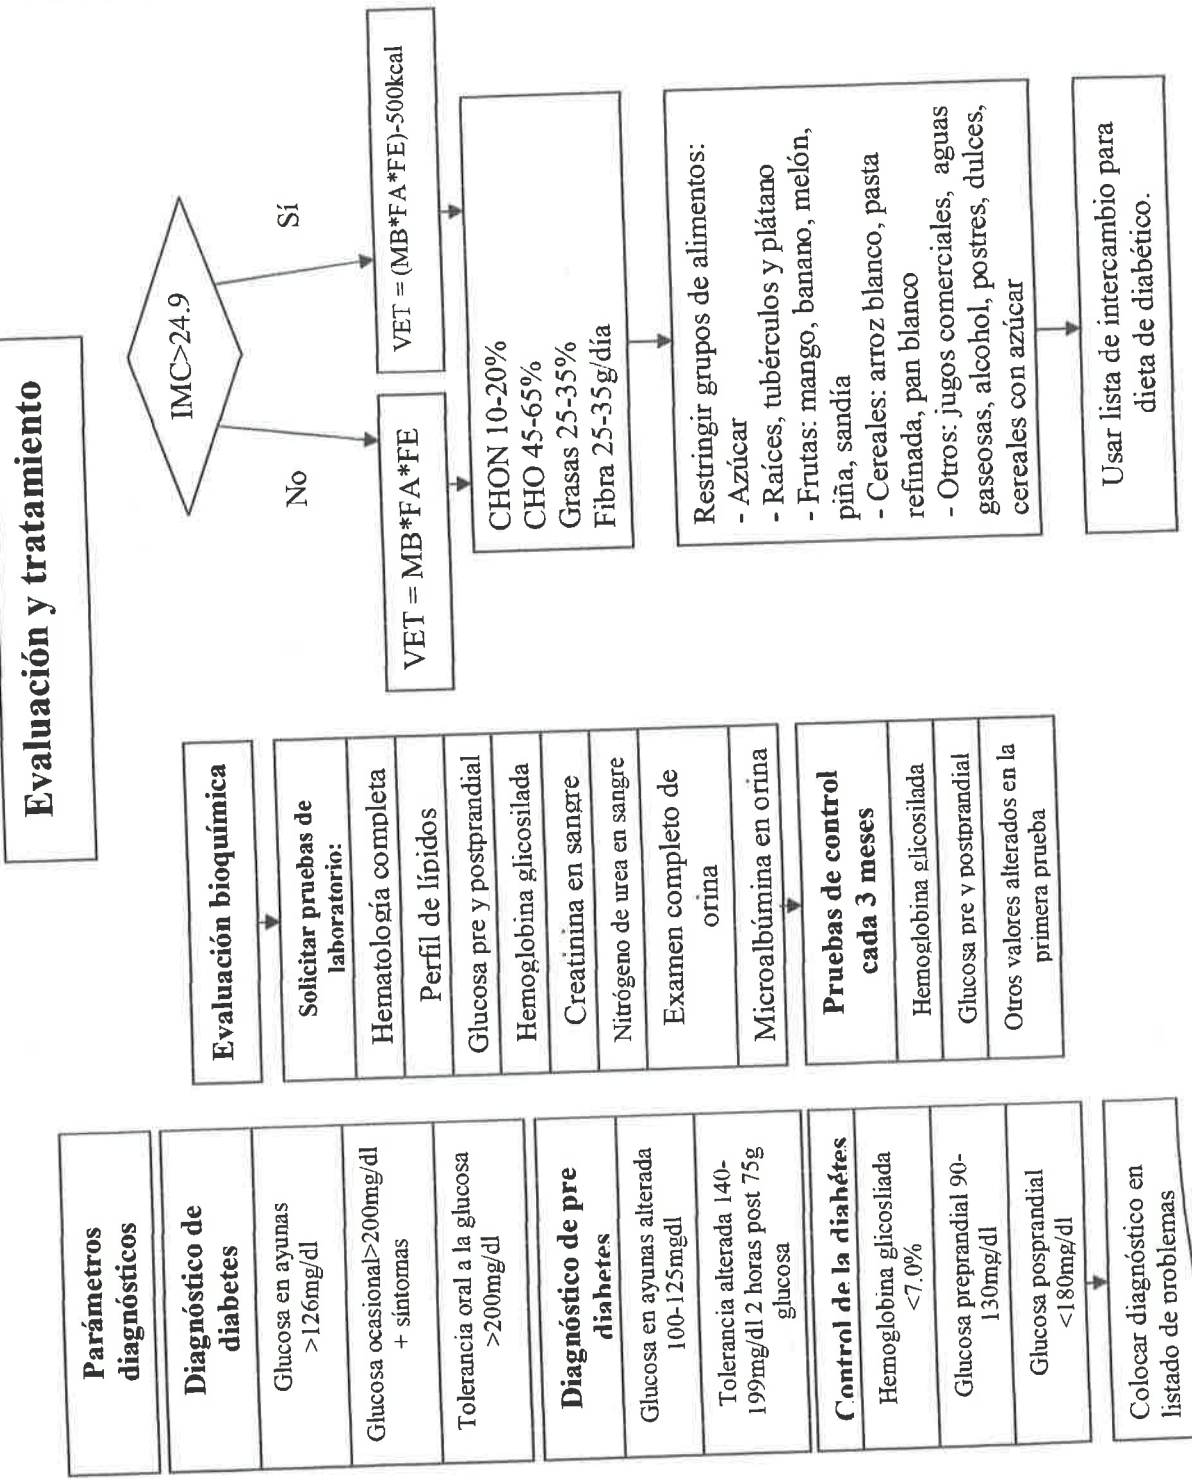 Evaluación y tratamiento
Parámetros
diagnósticos
Diagnóstico de
diabetes
Glucosa en ayunas
>126mg/dl
Glucosa ocasional>200mg/dl
+ síntomas
Tolerancia oral a la glucosa
>200mg/dl
Diagnóstico de pre
diabetes
Glucosa en ayunas alterada
100-125mgdl
Tolerancia alterada 140-
199mg/dl 2 horas post 75g
glucosa
Control de la diabétes
Hemoglobina glicosliada
<7.0%
Glucosa preprandial 90-
130mg/dl
Glucosa posprandial
<180mg/dl
Colocar diagnóstico en
listado de problemas
Evaluación bioquímica
Solicitar pruebas de
laboratorio:
Hematología completa
Perfil de lípidos
Glucosa pre y postprandial
Hemoglobina glicosilada
Creatinina en sangre
Nitrógeno de urea en sangre
Examen completo de
orina
Microalbúmina en orina
Pruebas de control
cada 3 meses
Hemoglobina glicosilada
Glucosa pre y postprandial
Otros valores alterados en la
primera prueba
IMC>24.9
No
Sí
VET = MB*FA*FE
VET = (MB*FA*FE)-500kcal
CHON 10-20%
CHO 45-65%
Grasas 25-35%
Fibra 25-35g/día
Restringir grupos de alimentos:
- Azúcar
- Raíces, tubérculos y plátano
- Frutas: mango, banano, melón,
piña, sandía
- Cereales: arroz blanco, pasta
refinada, pan blanco
- Otros: jugos comerciales, aguas
gaseosas, alcohol, postres, dulces,
cereales con azúcar
Usar lista de intercambio para
dieta de diabético.